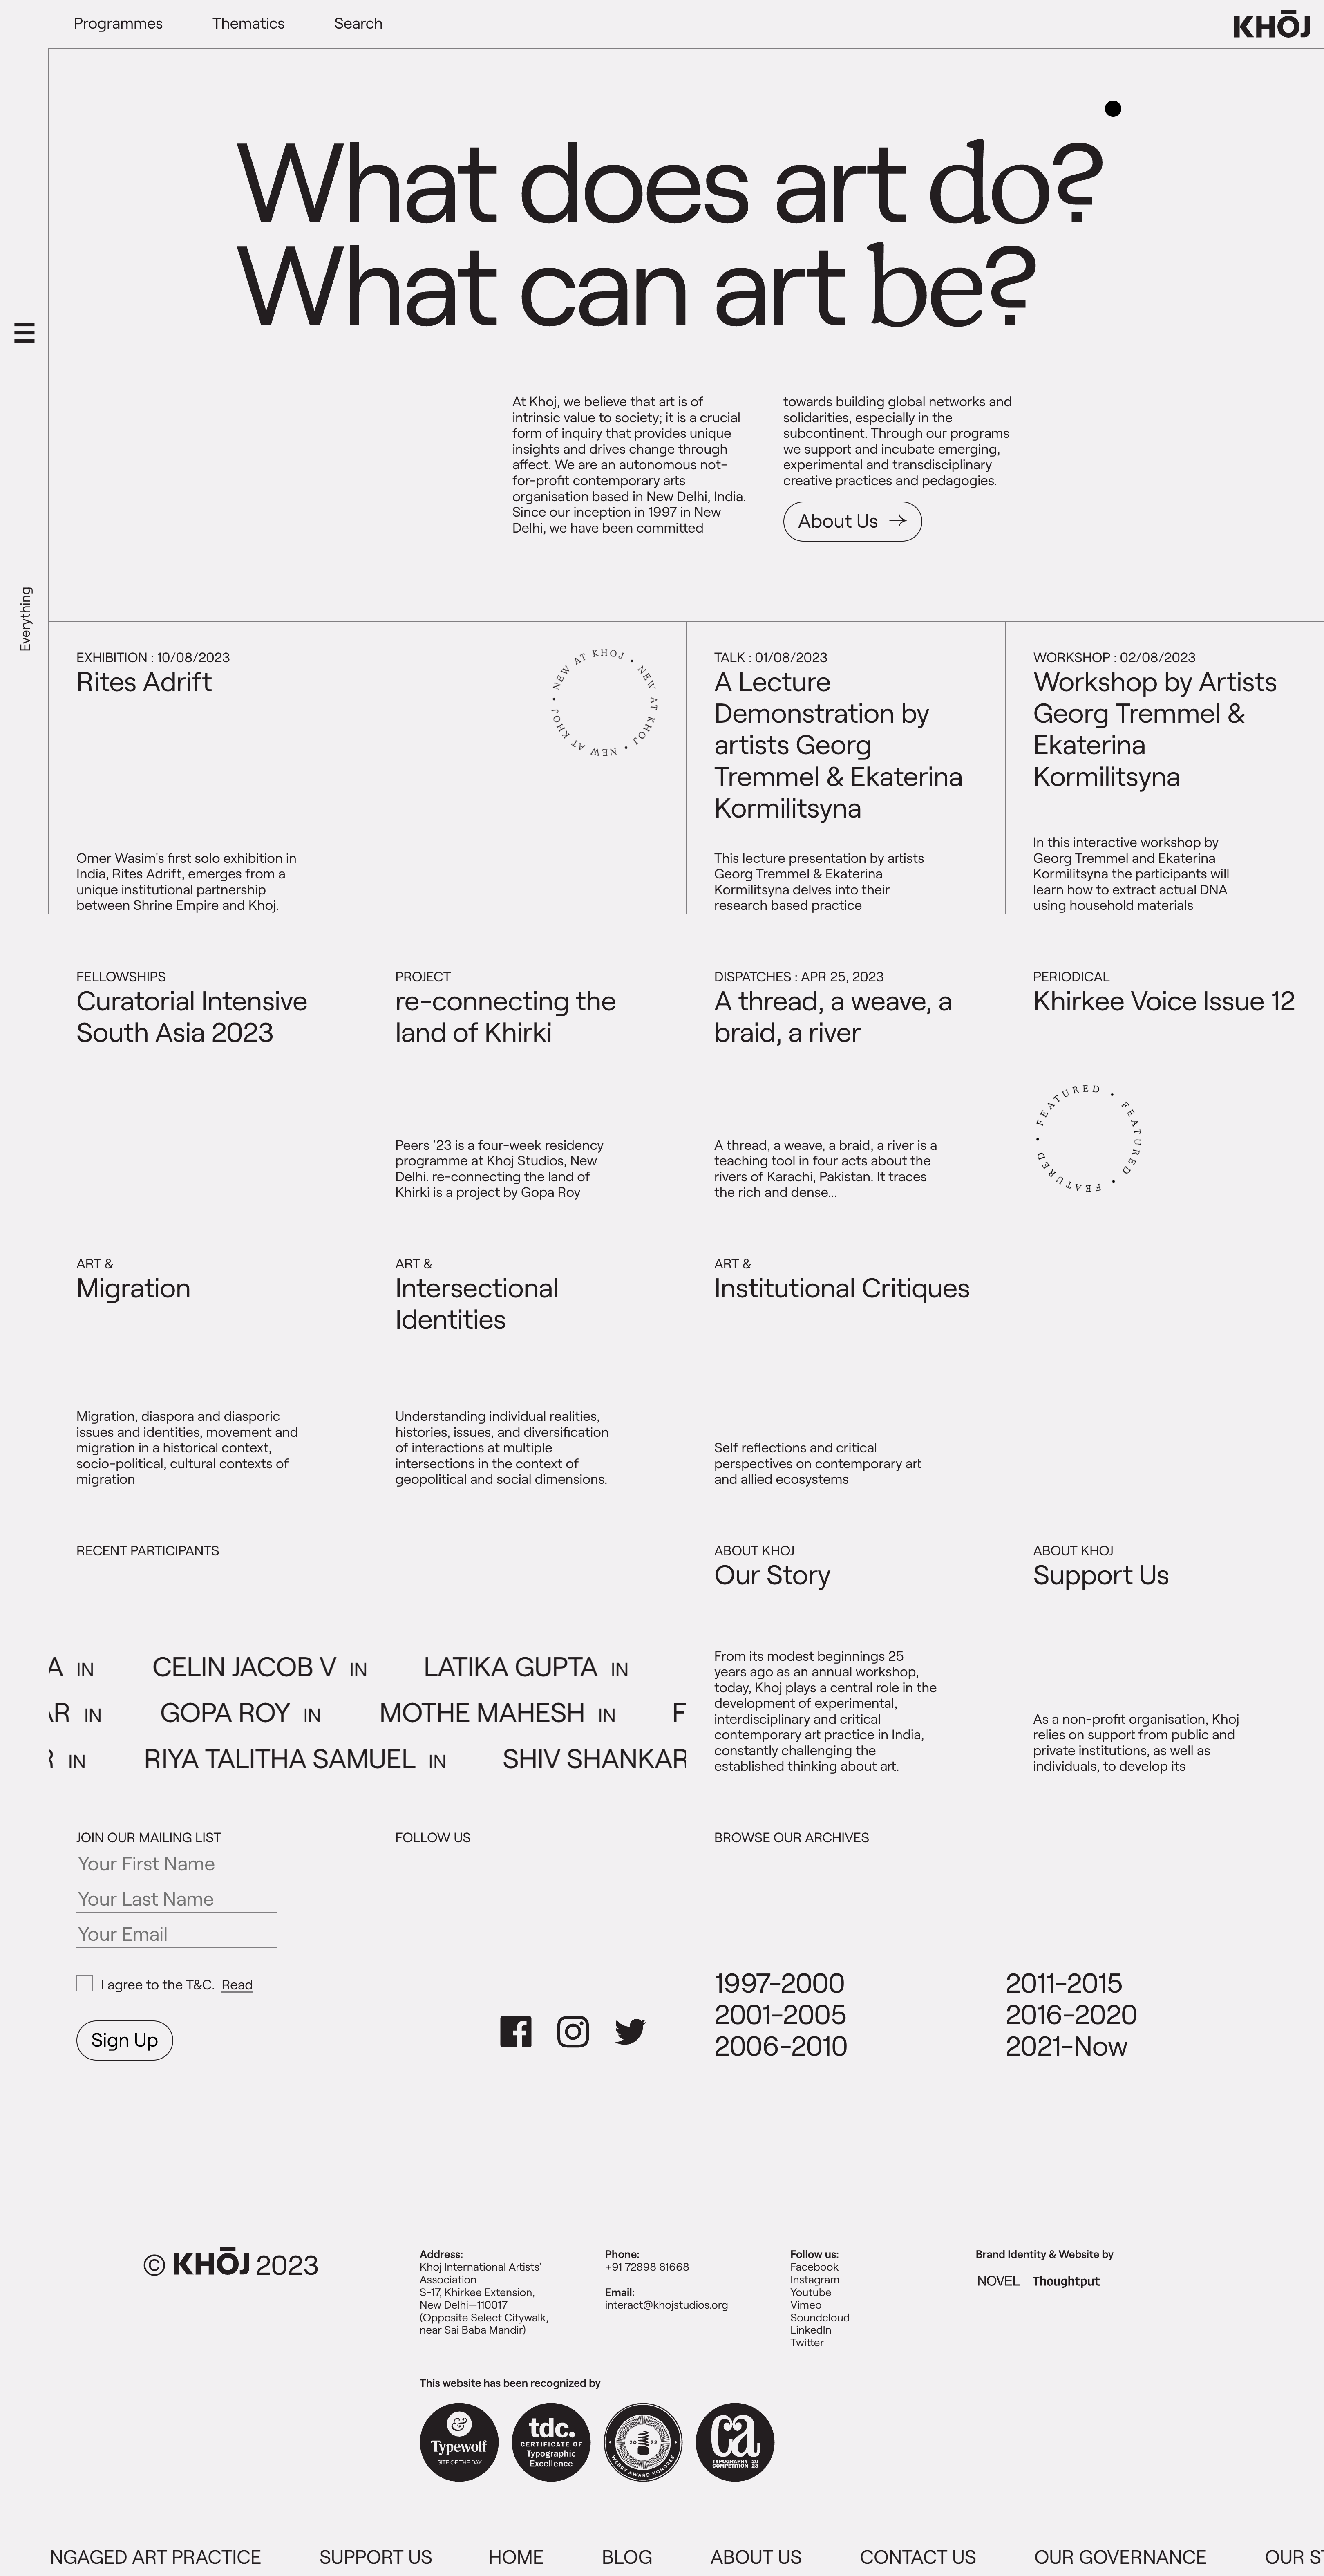 Programmes
Thematics
Search
KHŌJ
What does art do?
What can art be?
At Khoj, we believe that art is of
intrinsic value to society; it is a crucial
form of inquiry that provides unique
insights and drives change through
affect. We are an autonomous not-
for-profit contemporary arts
organisation based in New Delhi, India.
Since our inception in 1997 in New
Delhi, we have been committed
towards building global networks and
solidarities, especially in the
subcontinent. Through our programs
we support and incubate emerging,
experimental and transdisciplinary
creative practices and pedagogies.
About Us
Everything
EXHIBITION : 10/08/2023
Rites Adrift
NEW AT KHOJ • NEW AT KHOJ • NEW AT KHOJ •
Omer Wasim's first solo exhibition in
India, Rites Adrift, emerges from a
unique institutional partnership
between Shrine Empire and Khoj.
TALK : 01/08/2023
A Lecture
Demonstration by
artists Georg
Tremmel & Ekaterina
Kormilitsyna
This lecture presentation by artists
Georg Tremmel & Ekaterina
Kormilitsyna delves into their
research based practice
WORKSHOP : 02/08/2023
Workshop by Artists
Georg Tremmel &
Ekaterina
Kormilitsyna
In this interactive workshop by
Georg Tremmel and Ekaterina
Kormilitsyna the participants will
learn how to extract actual DNA
using household materials
FELLOWSHIPS
Curatorial Intensive
South Asia 2023
PROJECT
re-connecting the
land of Khirki
Peers '23 is a four-week residency
programme at Khoj Studios, New
Delhi. re-connecting the land of
Khirki is a project by Gopa Roy
DISPATCHES : APR 25, 2023
A thread, a weave, a
braid, a river
A thread, a weave, a braid, a river is a
teaching tool in four acts about the
rivers of Karachi, Pakistan. It traces
the rich and dense...
PERIODICAL
Khirkee Voice Issue 12
FEATURED • FEATURED • FEATURED •
ART &
Migration
Migration, diaspora and diasporic
issues and identities, movement and
migration in a historical context,
socio-political, cultural contexts of
migration
ART &
Intersectional
Identities
Understanding individual realities,
histories, issues, and diversification
of interactions at multiple
intersections in the context of
geopolitical and social dimensions.
ART &
Institutional Critiques
Self reflections and critical
perspectives on contemporary art
and allied ecosystems
RECENT PARTICIPANTS
A IN CELIN JACOB V IN LATIKA GUPTA IN
AR IN GOPA ROY IN MOTHE MAHESH IN F
R IN RIYA TALITHA SAMUEL IN SHIV SHANKAR
ABOUT KHOJ
Our Story
From its modest beginnings 25
years ago as an annual workshop,
today, Khoj plays a central role in the
development of experimental,
interdisciplinary and critical
contemporary art practice in India,
constantly challenging the
established thinking about art.
ABOUT KHOJ
Support Us
As a non-profit organisation, Khoj
relies on support from public and
private institutions, as well as
individuals, to develop its
JOIN OUR MAILING LIST
Your First Name
Your Last Name
Your Email
I agree to the T&C. Read
Sign Up
FOLLOW US
BROWSE OUR ARCHIVES
1997-2000
2001-2005
2006-2010
2011-2015
2016-2020
2021-Now
© KHŌJ 2023
Address:
Khoj International Artists'
Association
S-17, Khirkee Extension,
New Delhi—110017
(Opposite Select Citywalk,
near Sai Baba Mandir)
Phone:
+91 72898 81668
Email:
interact@khojstudios.org
Follow us:
Facebook
Instagram
Youtube
Vimeo
Soundcloud
LinkedIn
Twitter
Brand Identity & Website by
NOVEL Thoughtput
This website has been recognized by
&
Typewolf
SITE OF THE DAY
tdc.
CERTIFICATE OF
Typographic
Excellence
2022
WEBBY AWARD HONOREE
ca
TYPOGRAPHY 20
COMPETITION 23
NGAGED ART PRACTICE SUPPORT US HOME BLOG ABOUT US CONTACT US OUR GOVERNANCE OUR ST